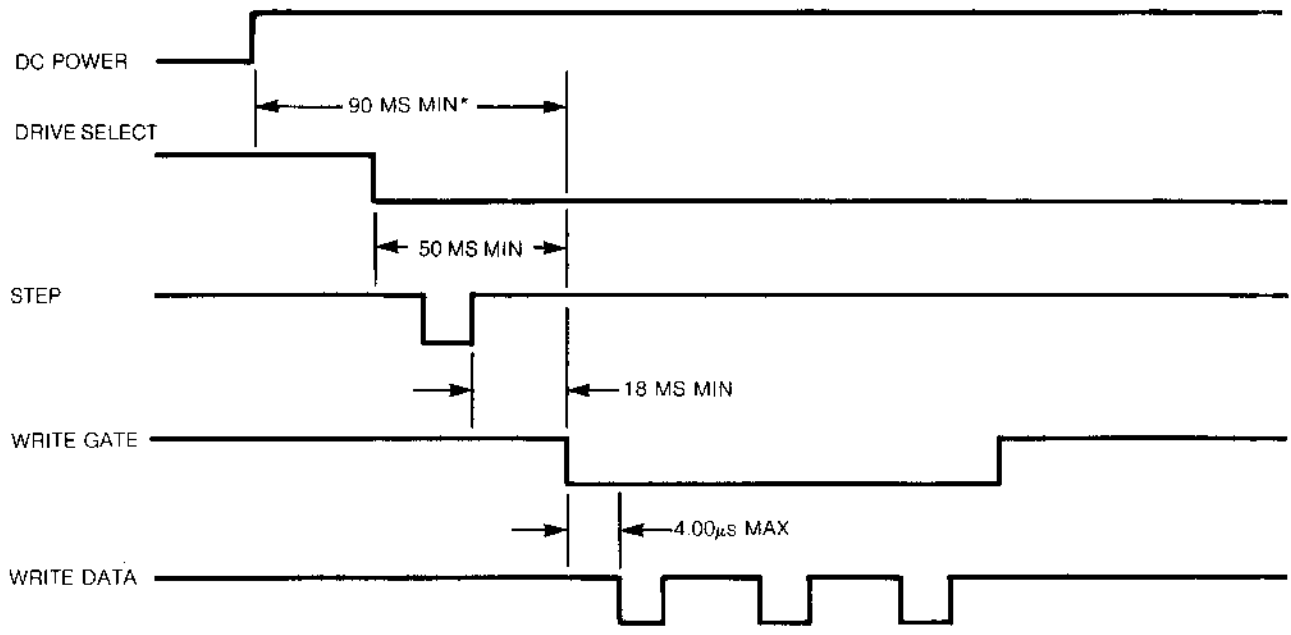 DC POWER
90 MS MIN*
DRIVE SELECT
50 MS MIN
STEP
18 MS MIN
WRITE GATE
4.00μs MAX
WRITE DATA